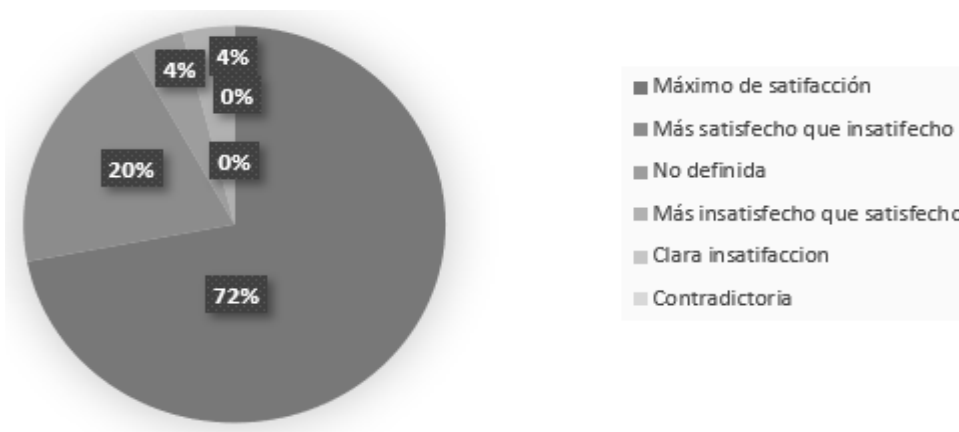 4%
4%
0%
0%
20%
72%
Máximo de satifacción
Más satisfecho que insatifecho
No definida
Más insatisfecho que satisfecho
Clara insatifaccion
Contradictoria